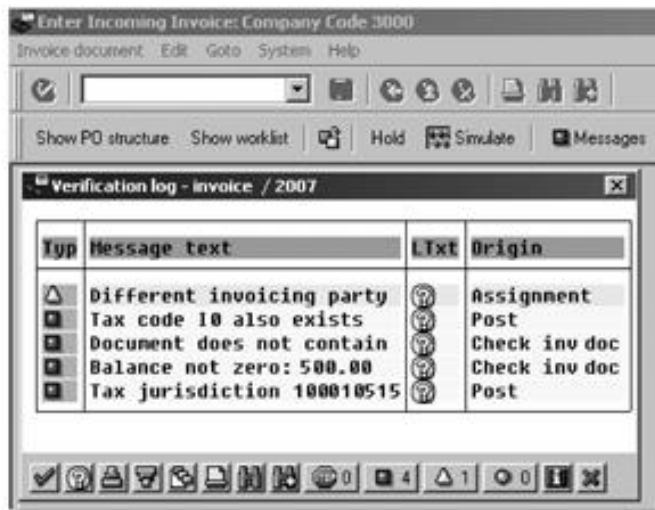 Enter Incoming Invoice: Company Code 3000
Invoice document Edit Goto System Help
Show PO structure Show worklist Hold Simulate Messages
Verification log - invoice / 2007
Typ Message text LTxt Origin
Different invoicing party Assignment
Tax code I0 also exists Post
Document does not contain Check inv doc
Balance not zero: 500.00 Check inv doc
Tax jurisdiction 100010515 Post
0 4 1 0